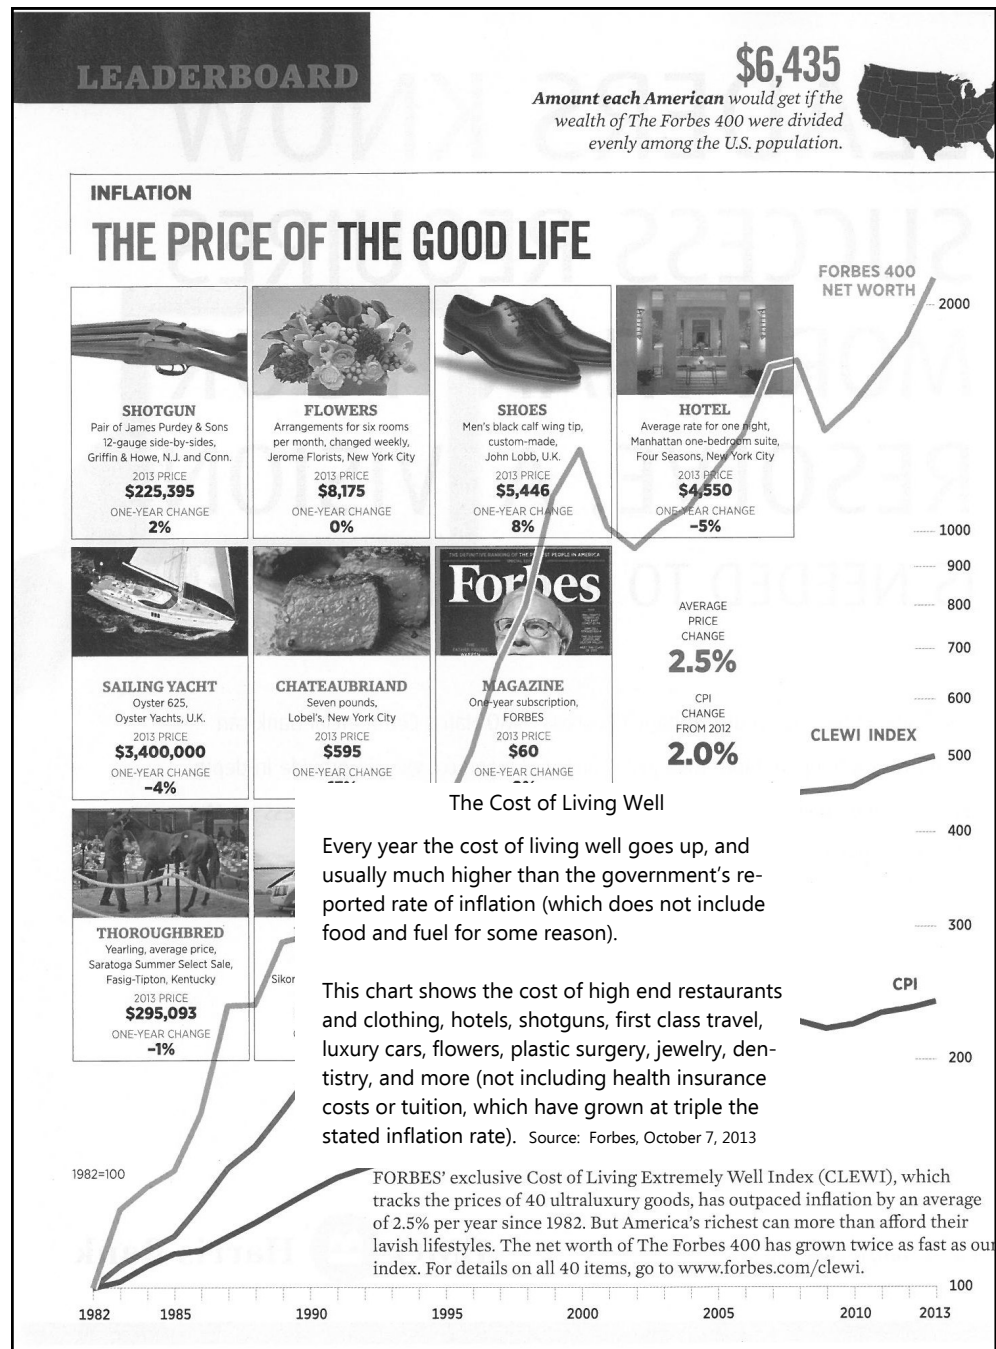 LEADERBOARD
$6,435
Amount each American would get if the
wealth of The Forbes 400 were divided
evenly among the U.S. population.
INFLATION
THE PRICE OF THE GOOD LIFE
FORBES 400
NET WORTH
SHOTGUN
Pair of James Purdey & Sons
12-gauge side-by-sides,
Griffin & Howe, N.J. and Conn.
2013 PRICE
$225,395
ONE-YEAR CHANGE
2%
FLOWERS
Arrangements for six rooms
per month, changed weekly,
Jerome Florists, New York City
2013 PRICE
$8,175
ONE-YEAR CHANGE
0%
SHOES
Men's black calf wing tip,
custom-made,
John Lobb, U.K.
2013 PRICE
$5,446
ONE-YEAR CHANGE
8%
HOTEL
Average rate for one night,
Manhattan one-bedroom suite,
Four Seasons, New York City
2013 PRICE
$4,550
ONE-YEAR CHANGE
-5%
SAILING YACHT
Oyster 625,
Oyster Yachts, U.K.
2013 PRICE
$3,400,000
ONE-YEAR CHANGE
-4%
CHATEAUBRIAND
Seven pounds,
Lobel's, New York City
2013 PRICE
$595
ONE-YEAR CHANGE
Forbes
MAGAZINE
One-year subscription,
FORBES
2013 PRICE
$60
ONE-YEAR CHANGE
AVERAGE
PRICE
CHANGE
2.5%
CPI
CHANGE
FROM 2012
2.0%
THOROUGHBRED
Yearling, average price,
Saratoga Summer Select Sale,
Fasig-Tipton, Kentucky
2013 PRICE
$295,093
ONE-YEAR CHANGE
-1%
Sikor
The Cost of Living Well
Every year the cost of living well goes up, and
usually much higher than the government's re-
ported rate of inflation (which does not include
food and fuel for some reason).
This chart shows the cost of high end restaurants
and clothing, hotels, shotguns, first class travel,
luxury cars, flowers, plastic surgery, jewelry, den-
tistry, and more (not including health insurance
costs or tuition, which have grown at triple the
stated inflation rate). Source: Forbes, October 7, 2013
2000
1000
900
800
700
600
CLEWI INDEX
500
400
300
CPI
200
100
1982=100
FORBES' exclusive Cost of Living Extremely Well Index (CLEWI), which
tracks the prices of 40 ultraluxury goods, has outpaced inflation by an average
of 2.5% per year since 1982. But America's richest can more than afford their
lavish lifestyles. The net worth of The Forbes 400 has grown twice as fast as our
index. For details on all 40 items, go to www.forbes.com/clewi.
1982 1985 1990 1995 2000 2005 2010 2013